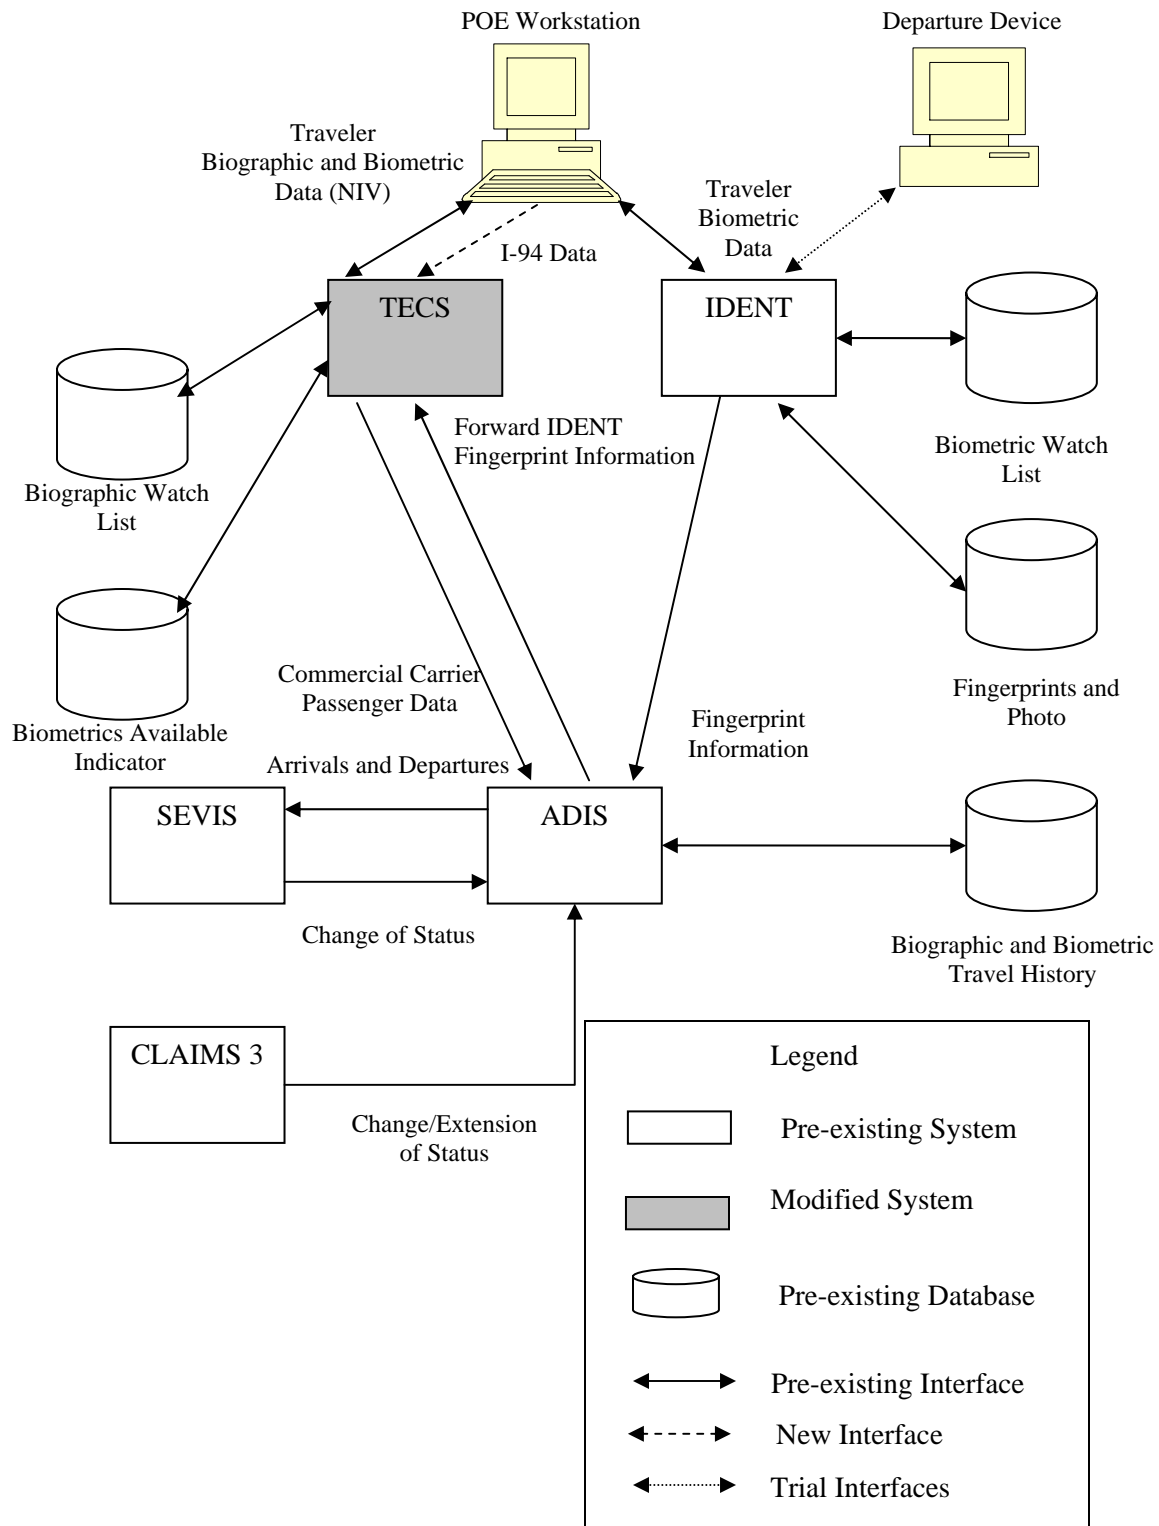 POE Workstation
Departure Device
Traveler
Biographic and Biometric
Data (NIV)
Traveler
Biometric
Data
I-94 Data
TECS
IDENT
Forward IDENT
Fingerprint Information
Biometric Watch
List
Biographic Watch
List
Commercial Carrier
Passenger Data
Fingerprints and
Photo
Fingerprint
Information
Biometrics Available
Indicator
Arrivals and Departures
SEVIS
ADIS
Change of Status
Biographic and Biometric
Travel History
CLAIMS 3
Change/Extension
of Status
Legend
Pre-existing System
Modified System
Pre-existing Database
Pre-existing Interface
New Interface
Trial Interfaces